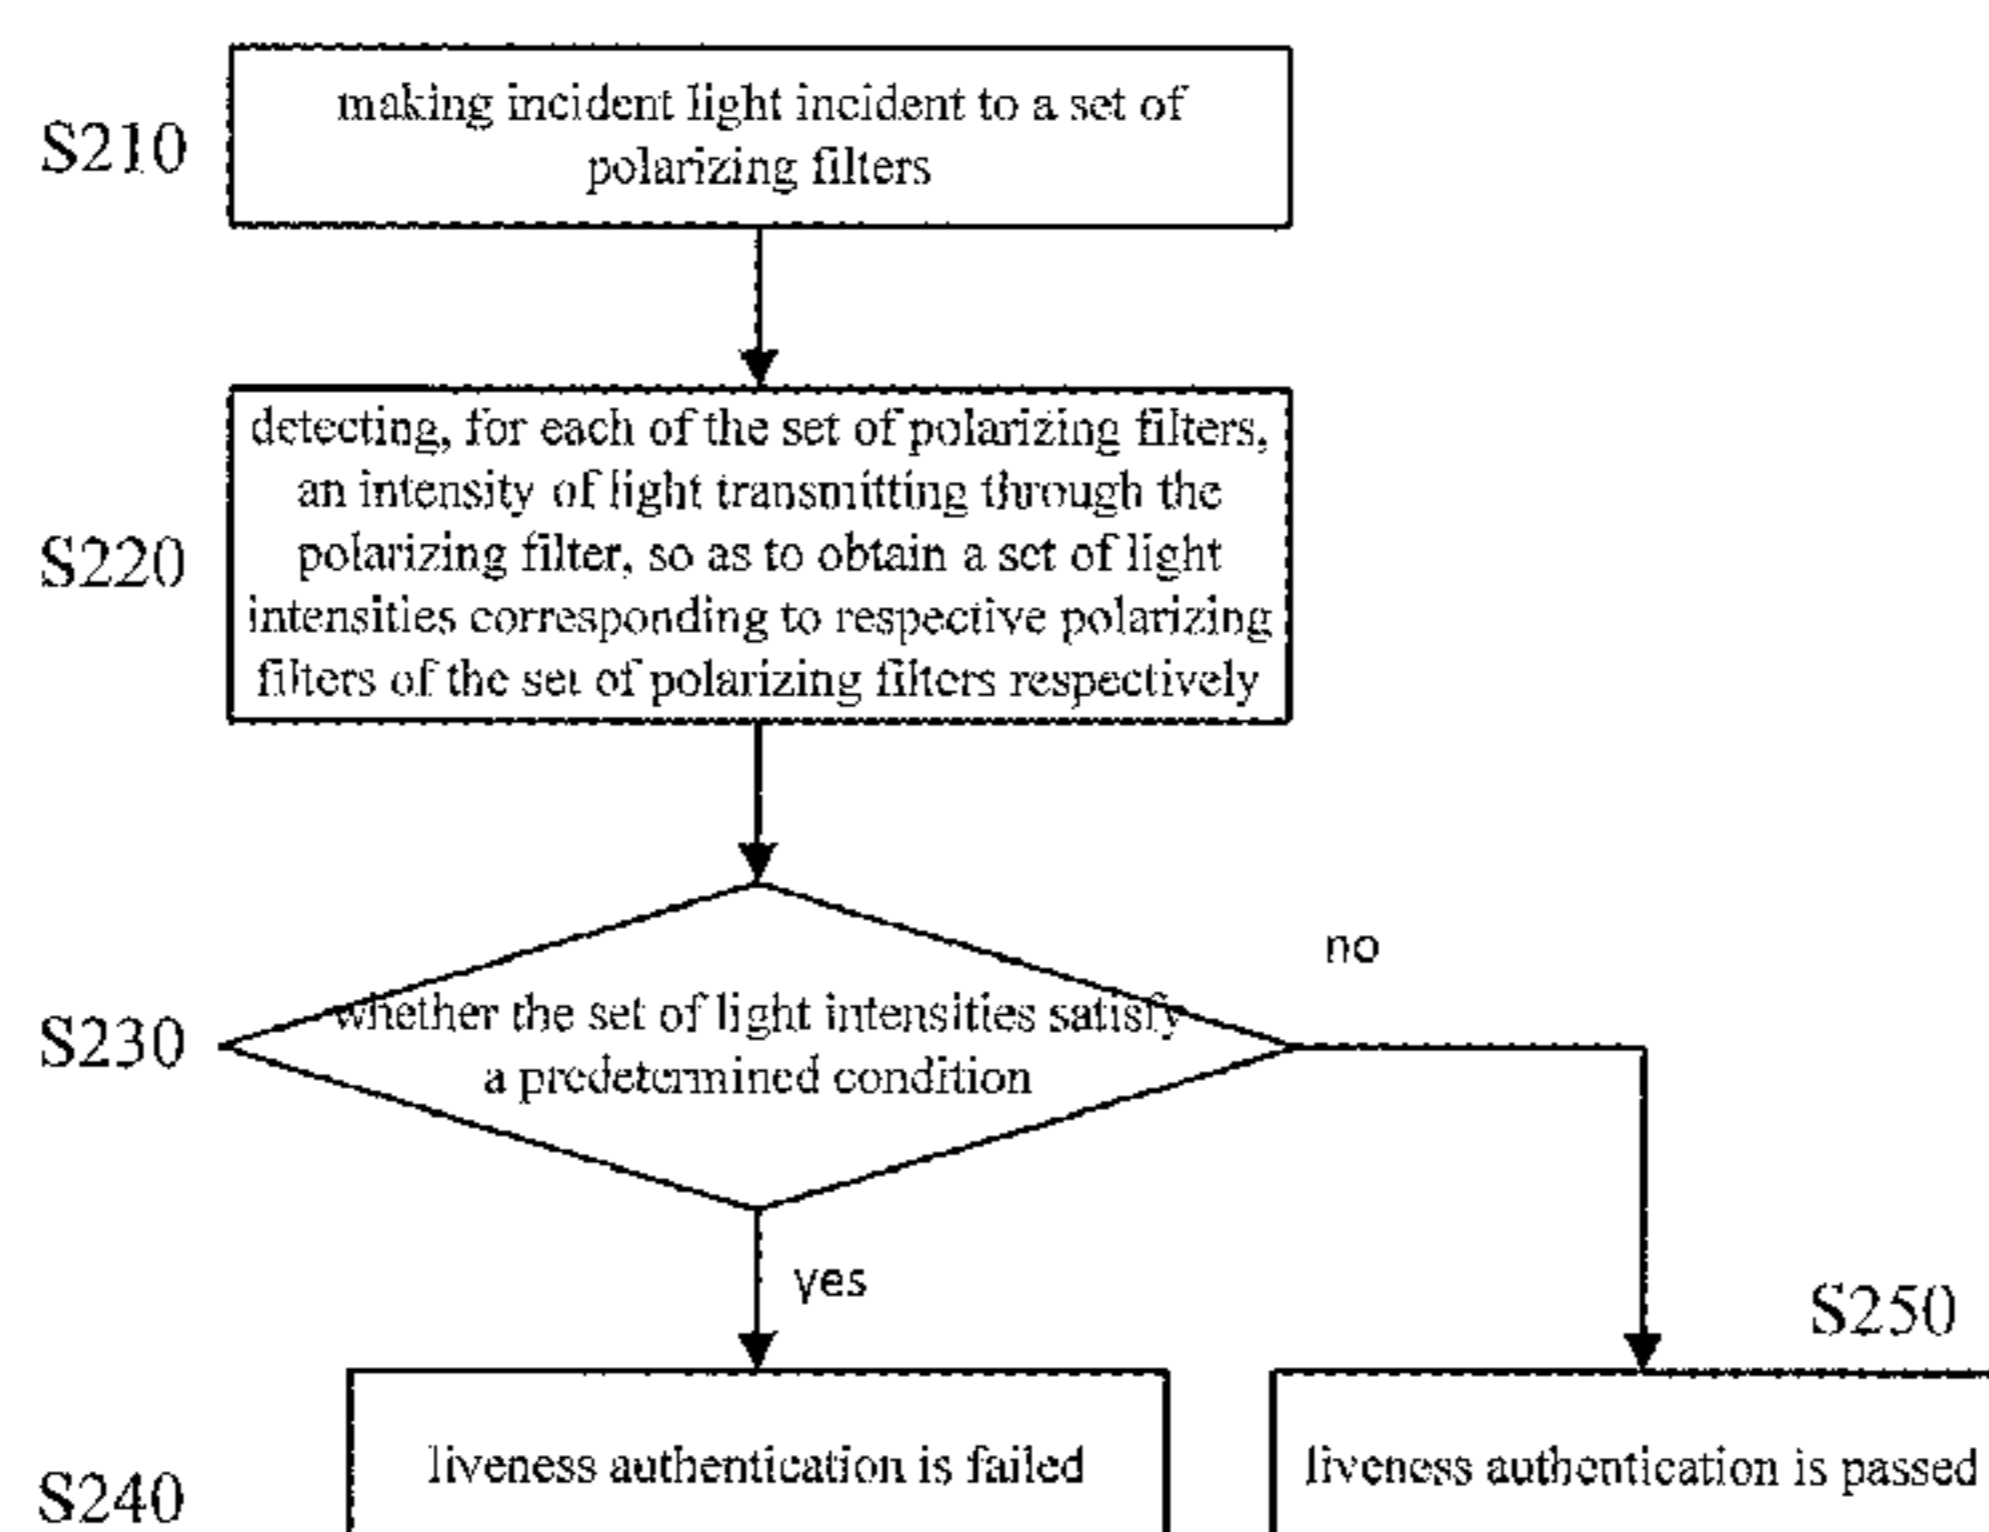 S210
making incident light incident to a set of
polarizing filters
S220
detecting, for each of the set of polarizing filters,
an intensity of light transmitting through the
polarizing filter, so as to obtain a set of light
intensities corresponding to respective polarizing
filters of the set of polarizing filters respectively
S230
whether the set of light intensities satisfy
a predetermined condition
no
yes
S250
S240
liveness authentication is failed
liveness authentication is passed